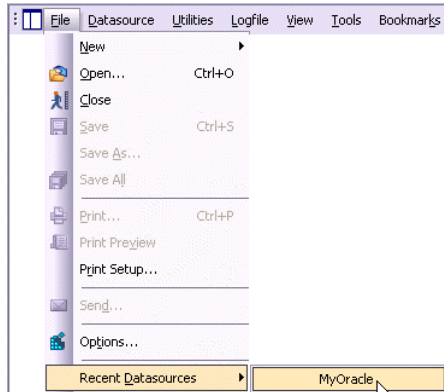 File Datasource Utilities Logfile View Tools Bookmarks
New
Open... Ctrl+O
Close
Save Ctrl+S
Save As...
Save All
Print... Ctrl+P
Print Preview
Print Setup...
Send...
Options...
Recent Datasources MyOracle